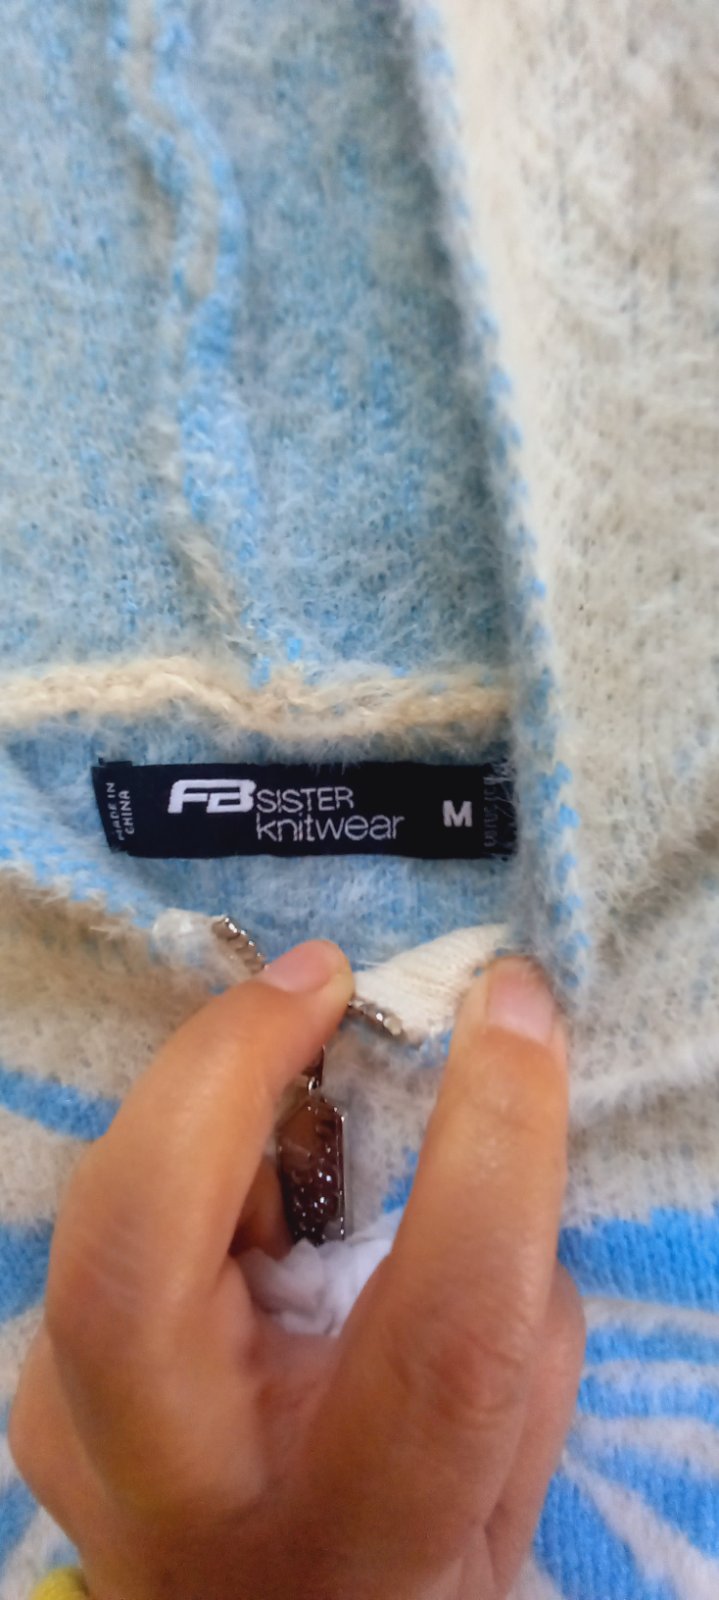 MADE IN
CHINA
FB SISTER
knitwear
M